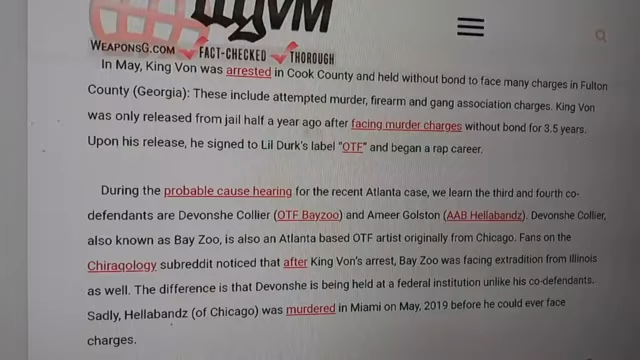 WEAPONSG.COM FACT-CHECKED THOROUGH
In May, King Von was arrested in Cook County and held without bond to face many charges in Fulton
County (Georgia): These include attempted murder, firearm and gang association charges. King Von
was only released from jail half a year ago after facing murder charges without bond for 3.5 years.
Upon his release, he signed to Lil Durk's label "OTF" and began a rap career.
During the probable cause hearing for the recent Atlanta case, we learn the third and fourth co-
defendants are Devonshe Collier (OTF Bayzoo) and Ameer Golston (AAB Hellabandz). Devonshe Collier,
also known as Bay Zoo, is also an Atlanta based OTF artist originally from Chicago. Fans on the
Chiraqology subreddit noticed that after King Von's arrest, Bay Zoo was facing extradition from Illinois
as well. The difference is that Devonshe is being held at a federal institution unlike his co-defendants.
Sadly, Hellabandz (of Chicago) was murdered in Miami on May, 2019 before he could ever face
charges.